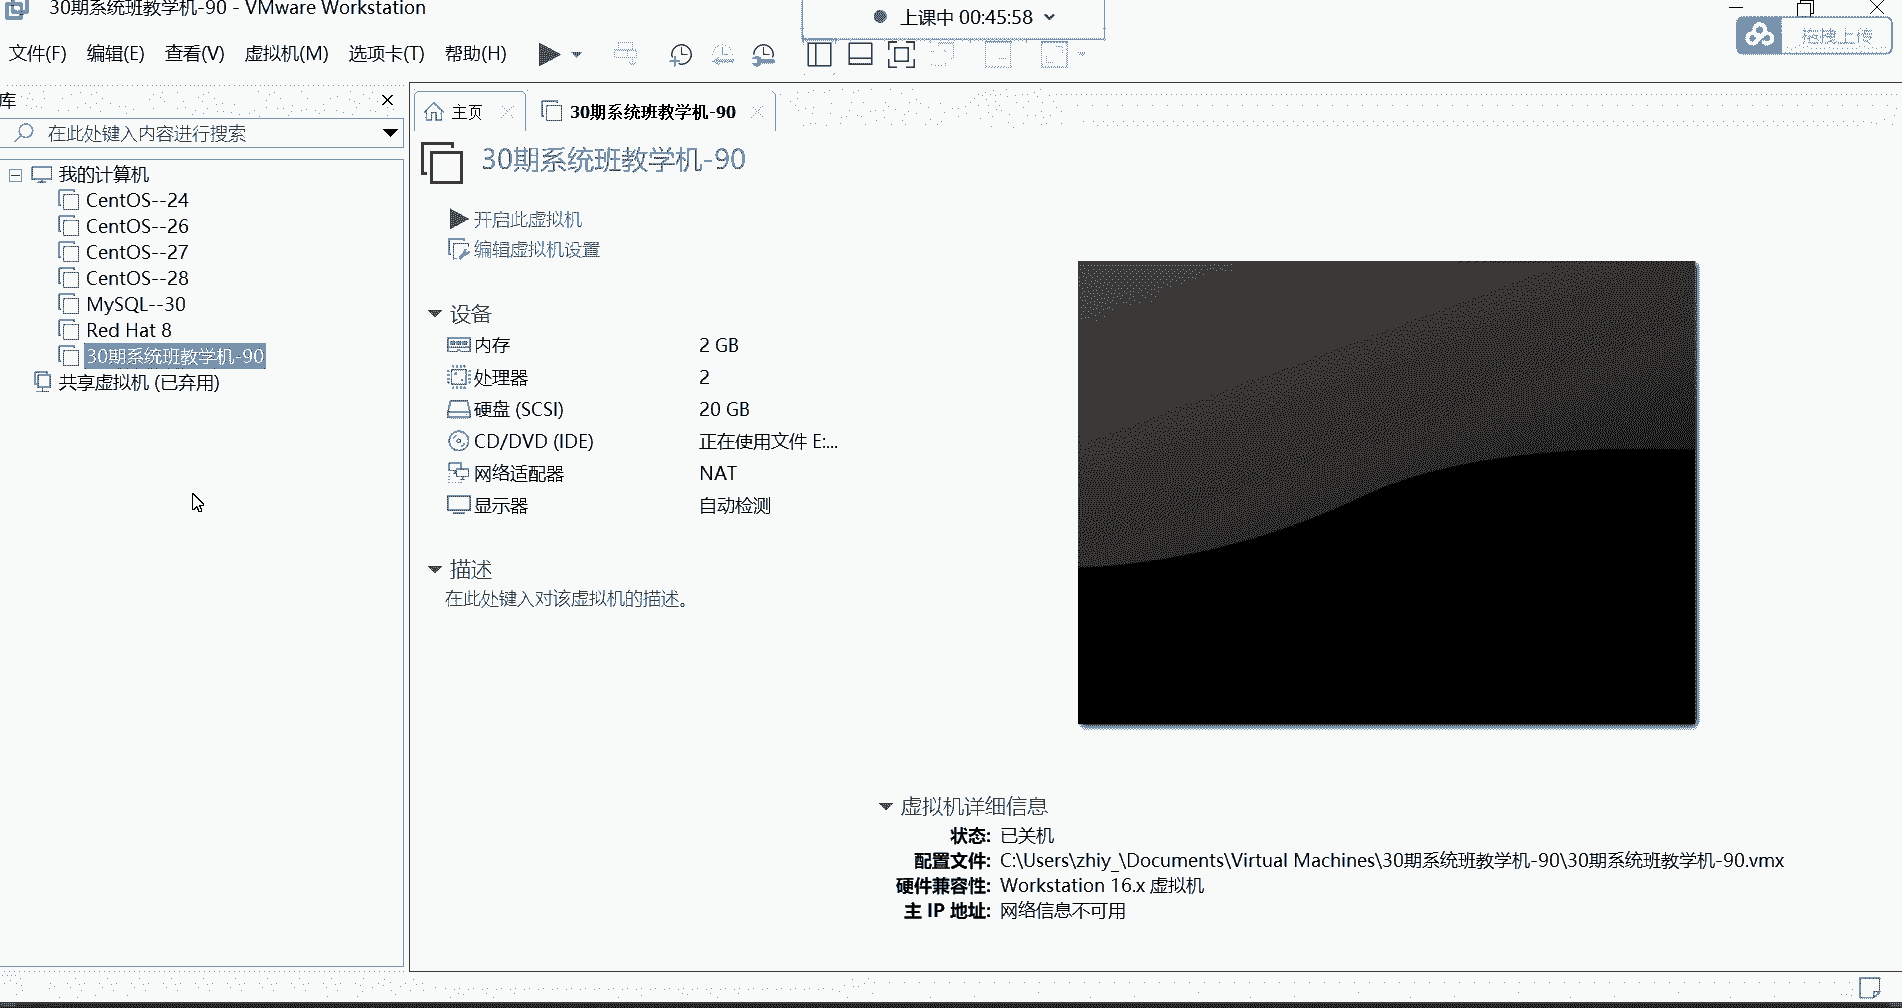 30期系统班教学机-90 - VMware Workstation
上课中 00:45:58
拖拽上传
文件(F) 编辑(E) 查看(V) 虚拟机(M) 选项卡(T) 帮助(H)
库
在此处键入内容进行搜索
我的计算机
CentOS--24
CentOS--26
CentOS--27
CentOS--28
MySQL--30
Red Hat 8
30期系统班教学机-90
共享虚拟机 (已弃用)
主页
30期系统班教学机-90
30期系统班教学机-90
开启此虚拟机
编辑虚拟机设置
设备
内存 2 GB
处理器 2
硬盘 (SCSI) 20 GB
CD/DVD (IDE) 正在使用文件 E:...
网络适配器 NAT
显示器 自动检测
描述
在此处键入对该虚拟机的描述。
虚拟机详细信息
状态: 已关机
配置文件: C:\Users\zhiy_\Documents\Virtual Machines\30期系统班教学机-90\30期系统班教学机-90.vmx
硬件兼容性: Workstation 16.x 虚拟机
主 IP 地址: 网络信息不可用